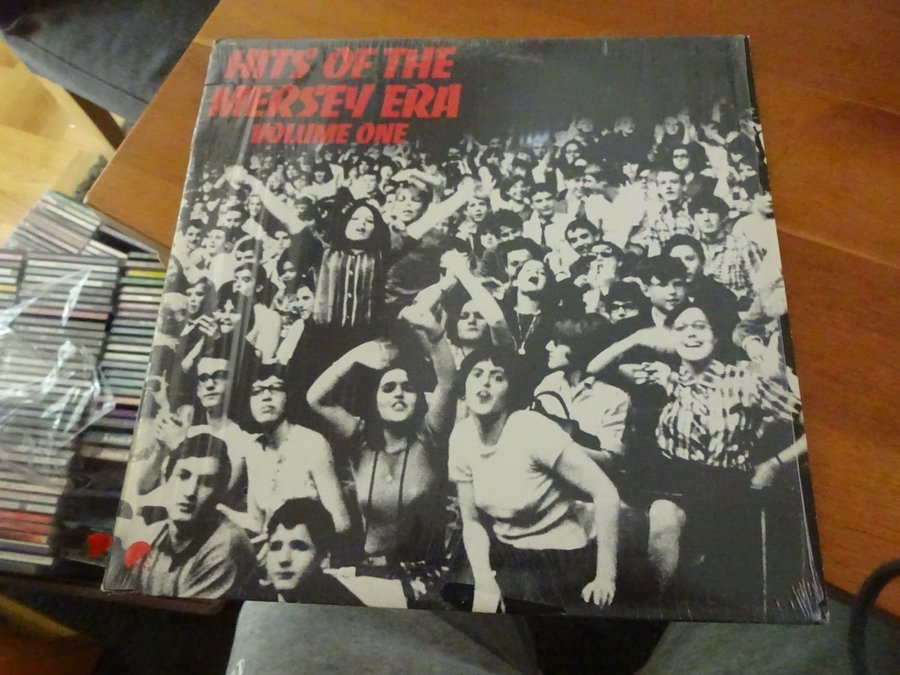 HITS OF THE
MERSEY ERA
VOLUME ONE